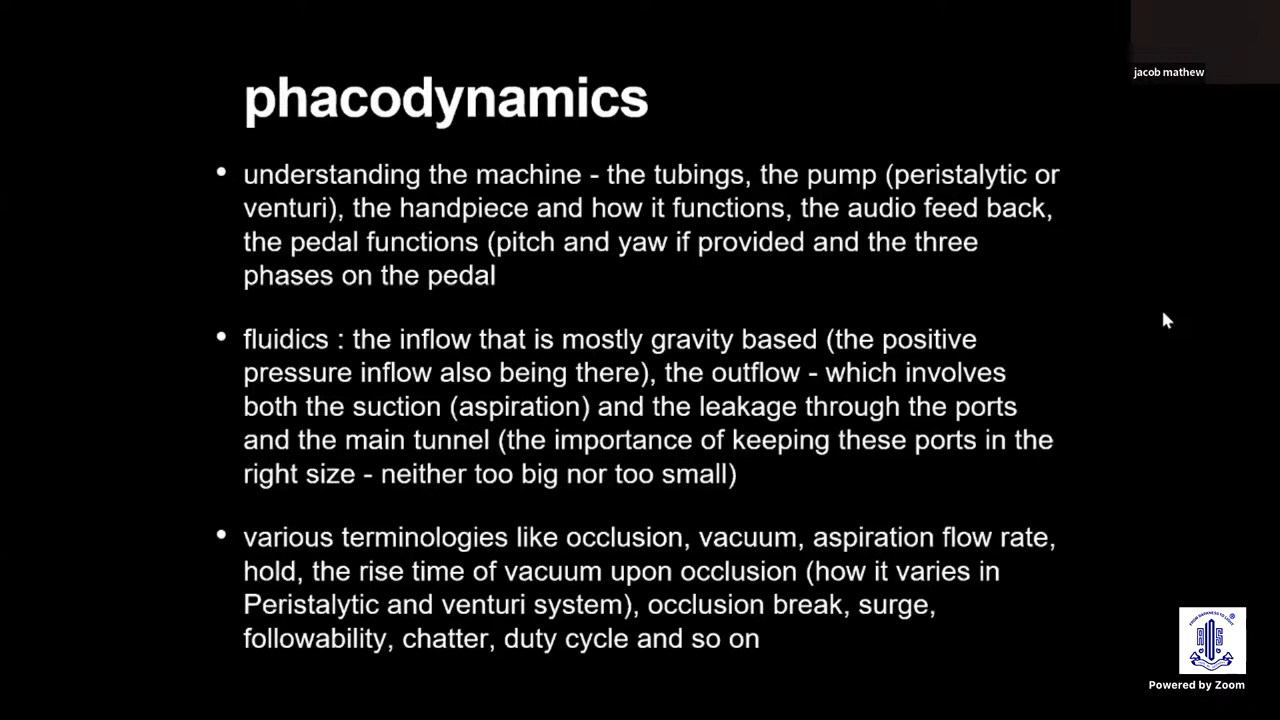 jacob mathew
phacodynamics
• understanding the machine - the tubings, the pump (peristalytic or
venturi), the handpiece and how it functions, the audio feed back,
the pedal functions (pitch and yaw if provided and the three
phases on the pedal
• fluidics : the inflow that is mostly gravity based (the positive
pressure inflow also being there), the outflow - which involves
both the suction (aspiration) and the leakage through the ports
and the main tunnel (the importance of keeping these ports in the
right size - neither too big nor too small)
• various terminologies like occlusion, vacuum, aspiration flow rate,
hold, the rise time of vacuum upon occlusion (how it varies in
Peristalytic and venturi system), occlusion break, surge,
followability, chatter, duty cycle and so on
Powered by Zoom